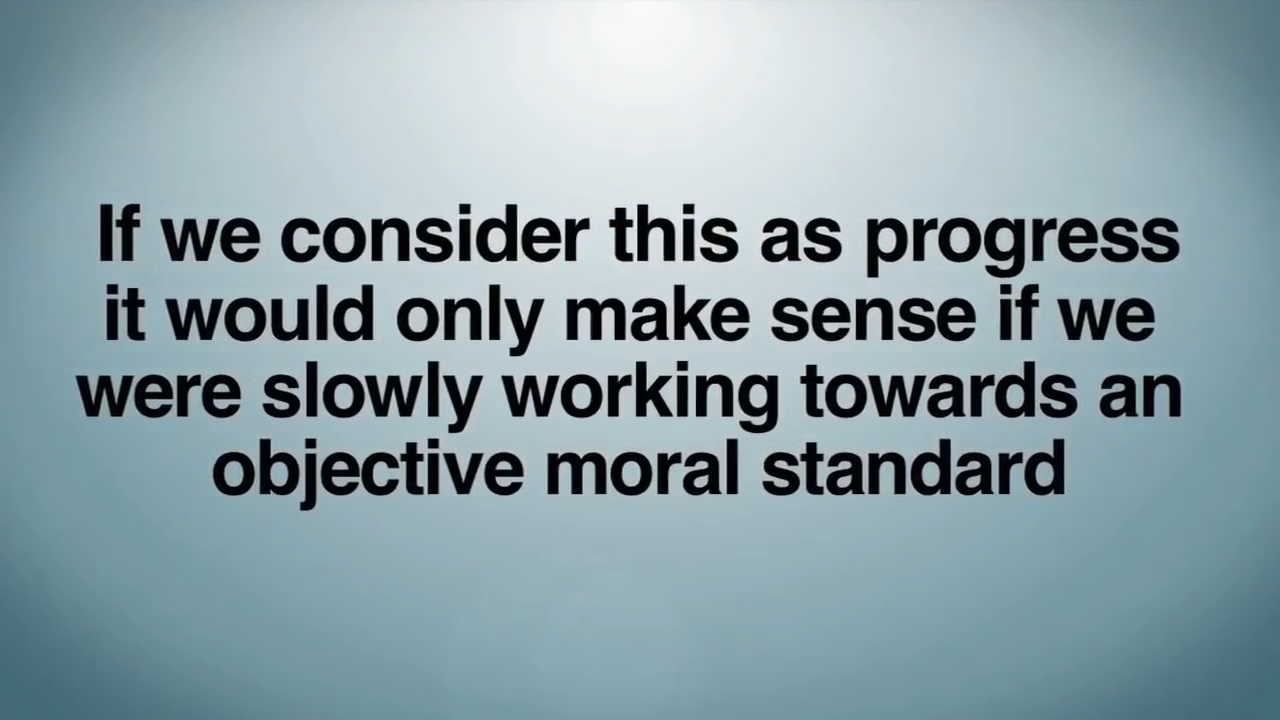 If we consider this as progress
it would only make sense if we
were slowly working towards an
objective moral standard